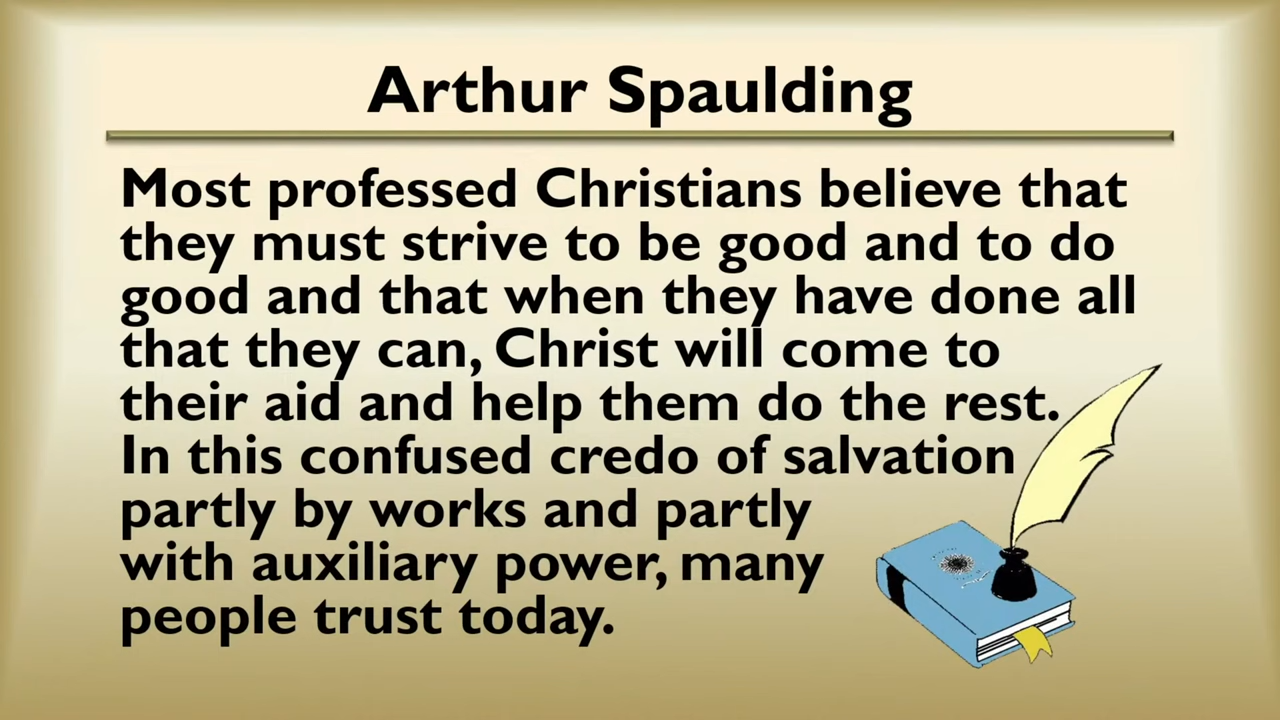 Arthur Spaulding
Most professed Christians believe that
they must strive to be good and to do
good and that when they have done all
that they can, Christ will come to
their aid and help them do the rest.
In this confused credo of salvation
partly by works and partly
with auxiliary power, many
people trust today.